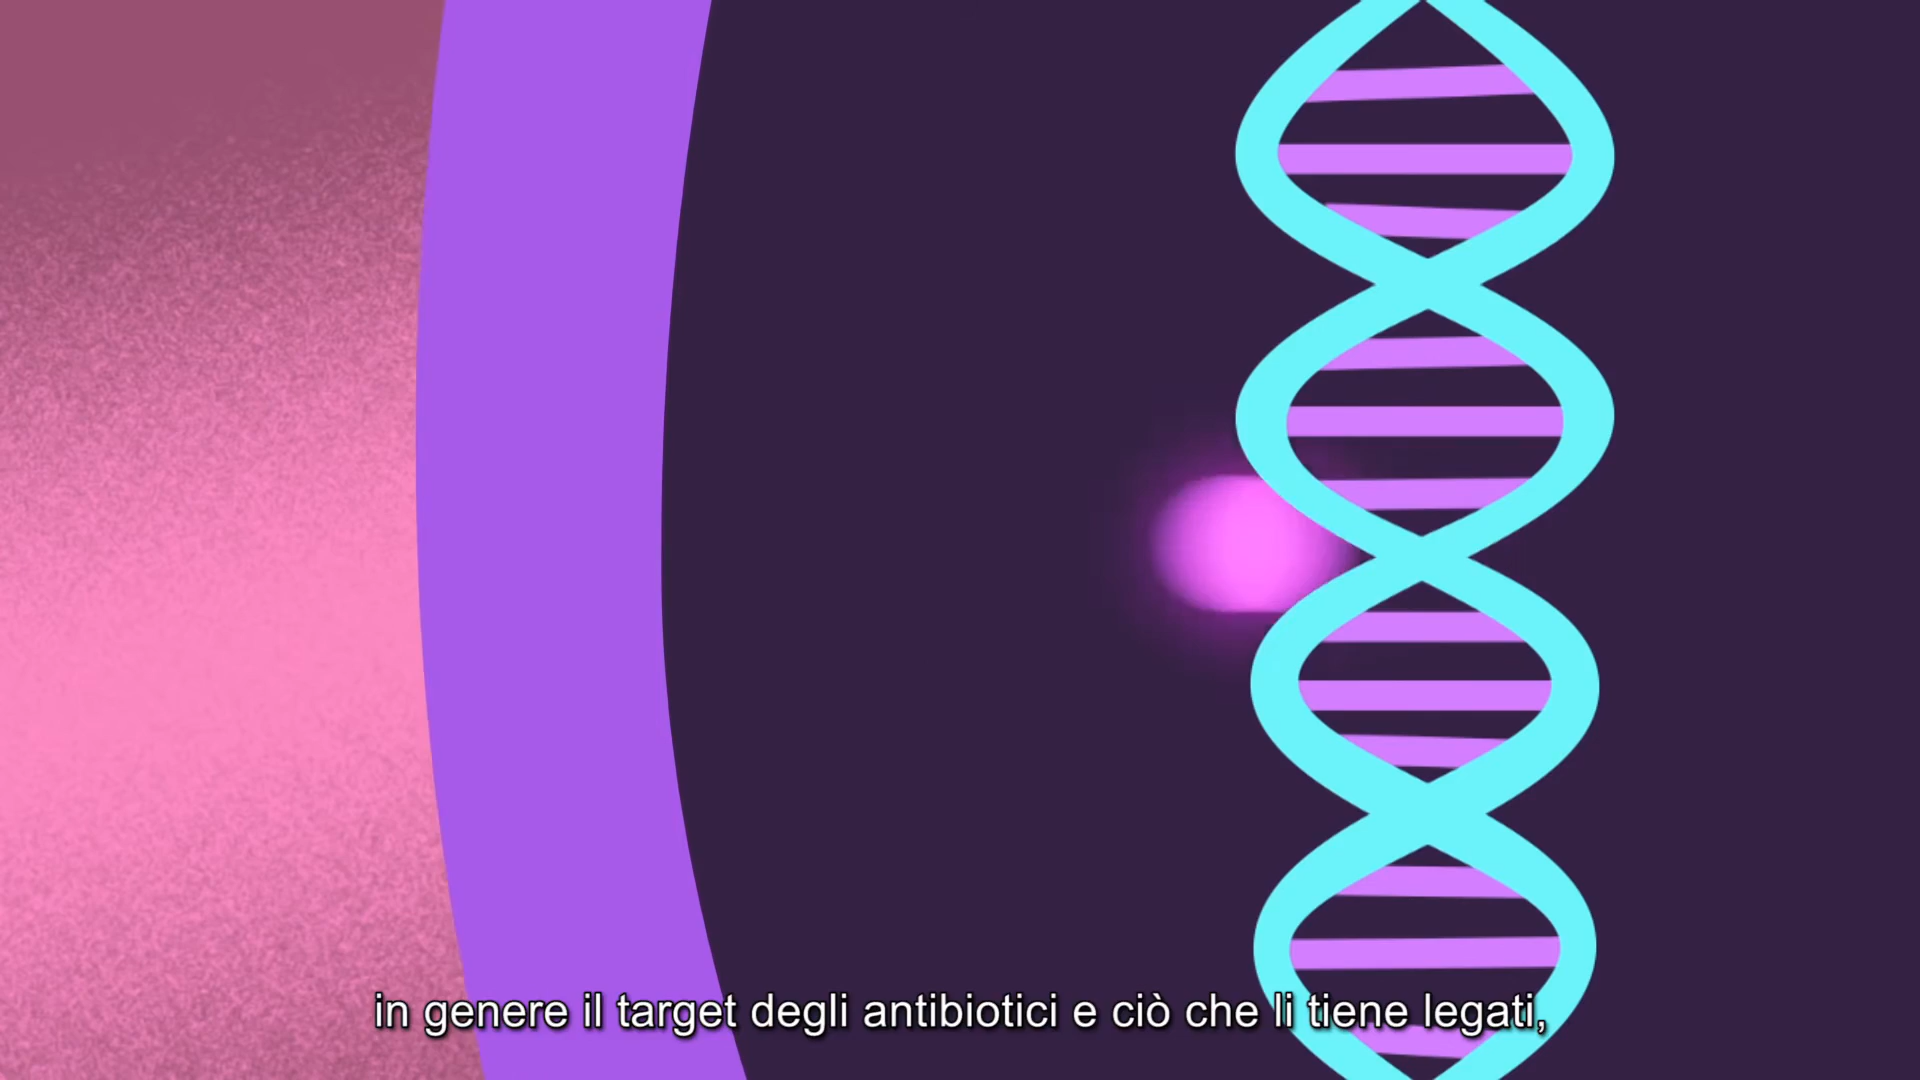 in genere il target degli antibiotici e ciò che li tiene legati,